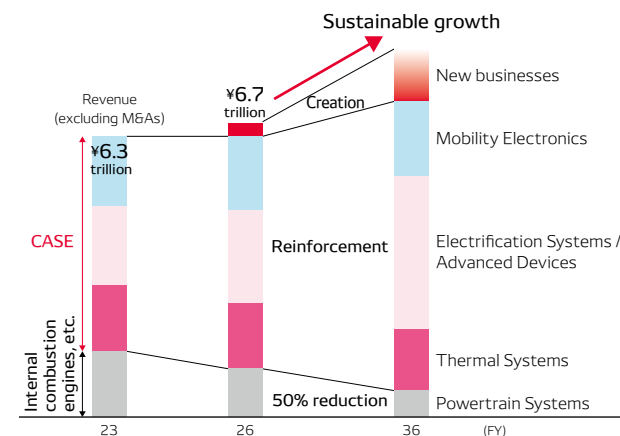 Sustainable growth
New businesses
¥6.7
trillion
Creation
Revenue
(excluding M&As)
Mobility Electronics
¥6.3
trillion
CASE
Reinforcement
Electrification Systems /
Advanced Devices
Internal
combustion
engines, etc.
Thermal Systems
50% reduction
Powertrain Systems
23
26
36
(FY)